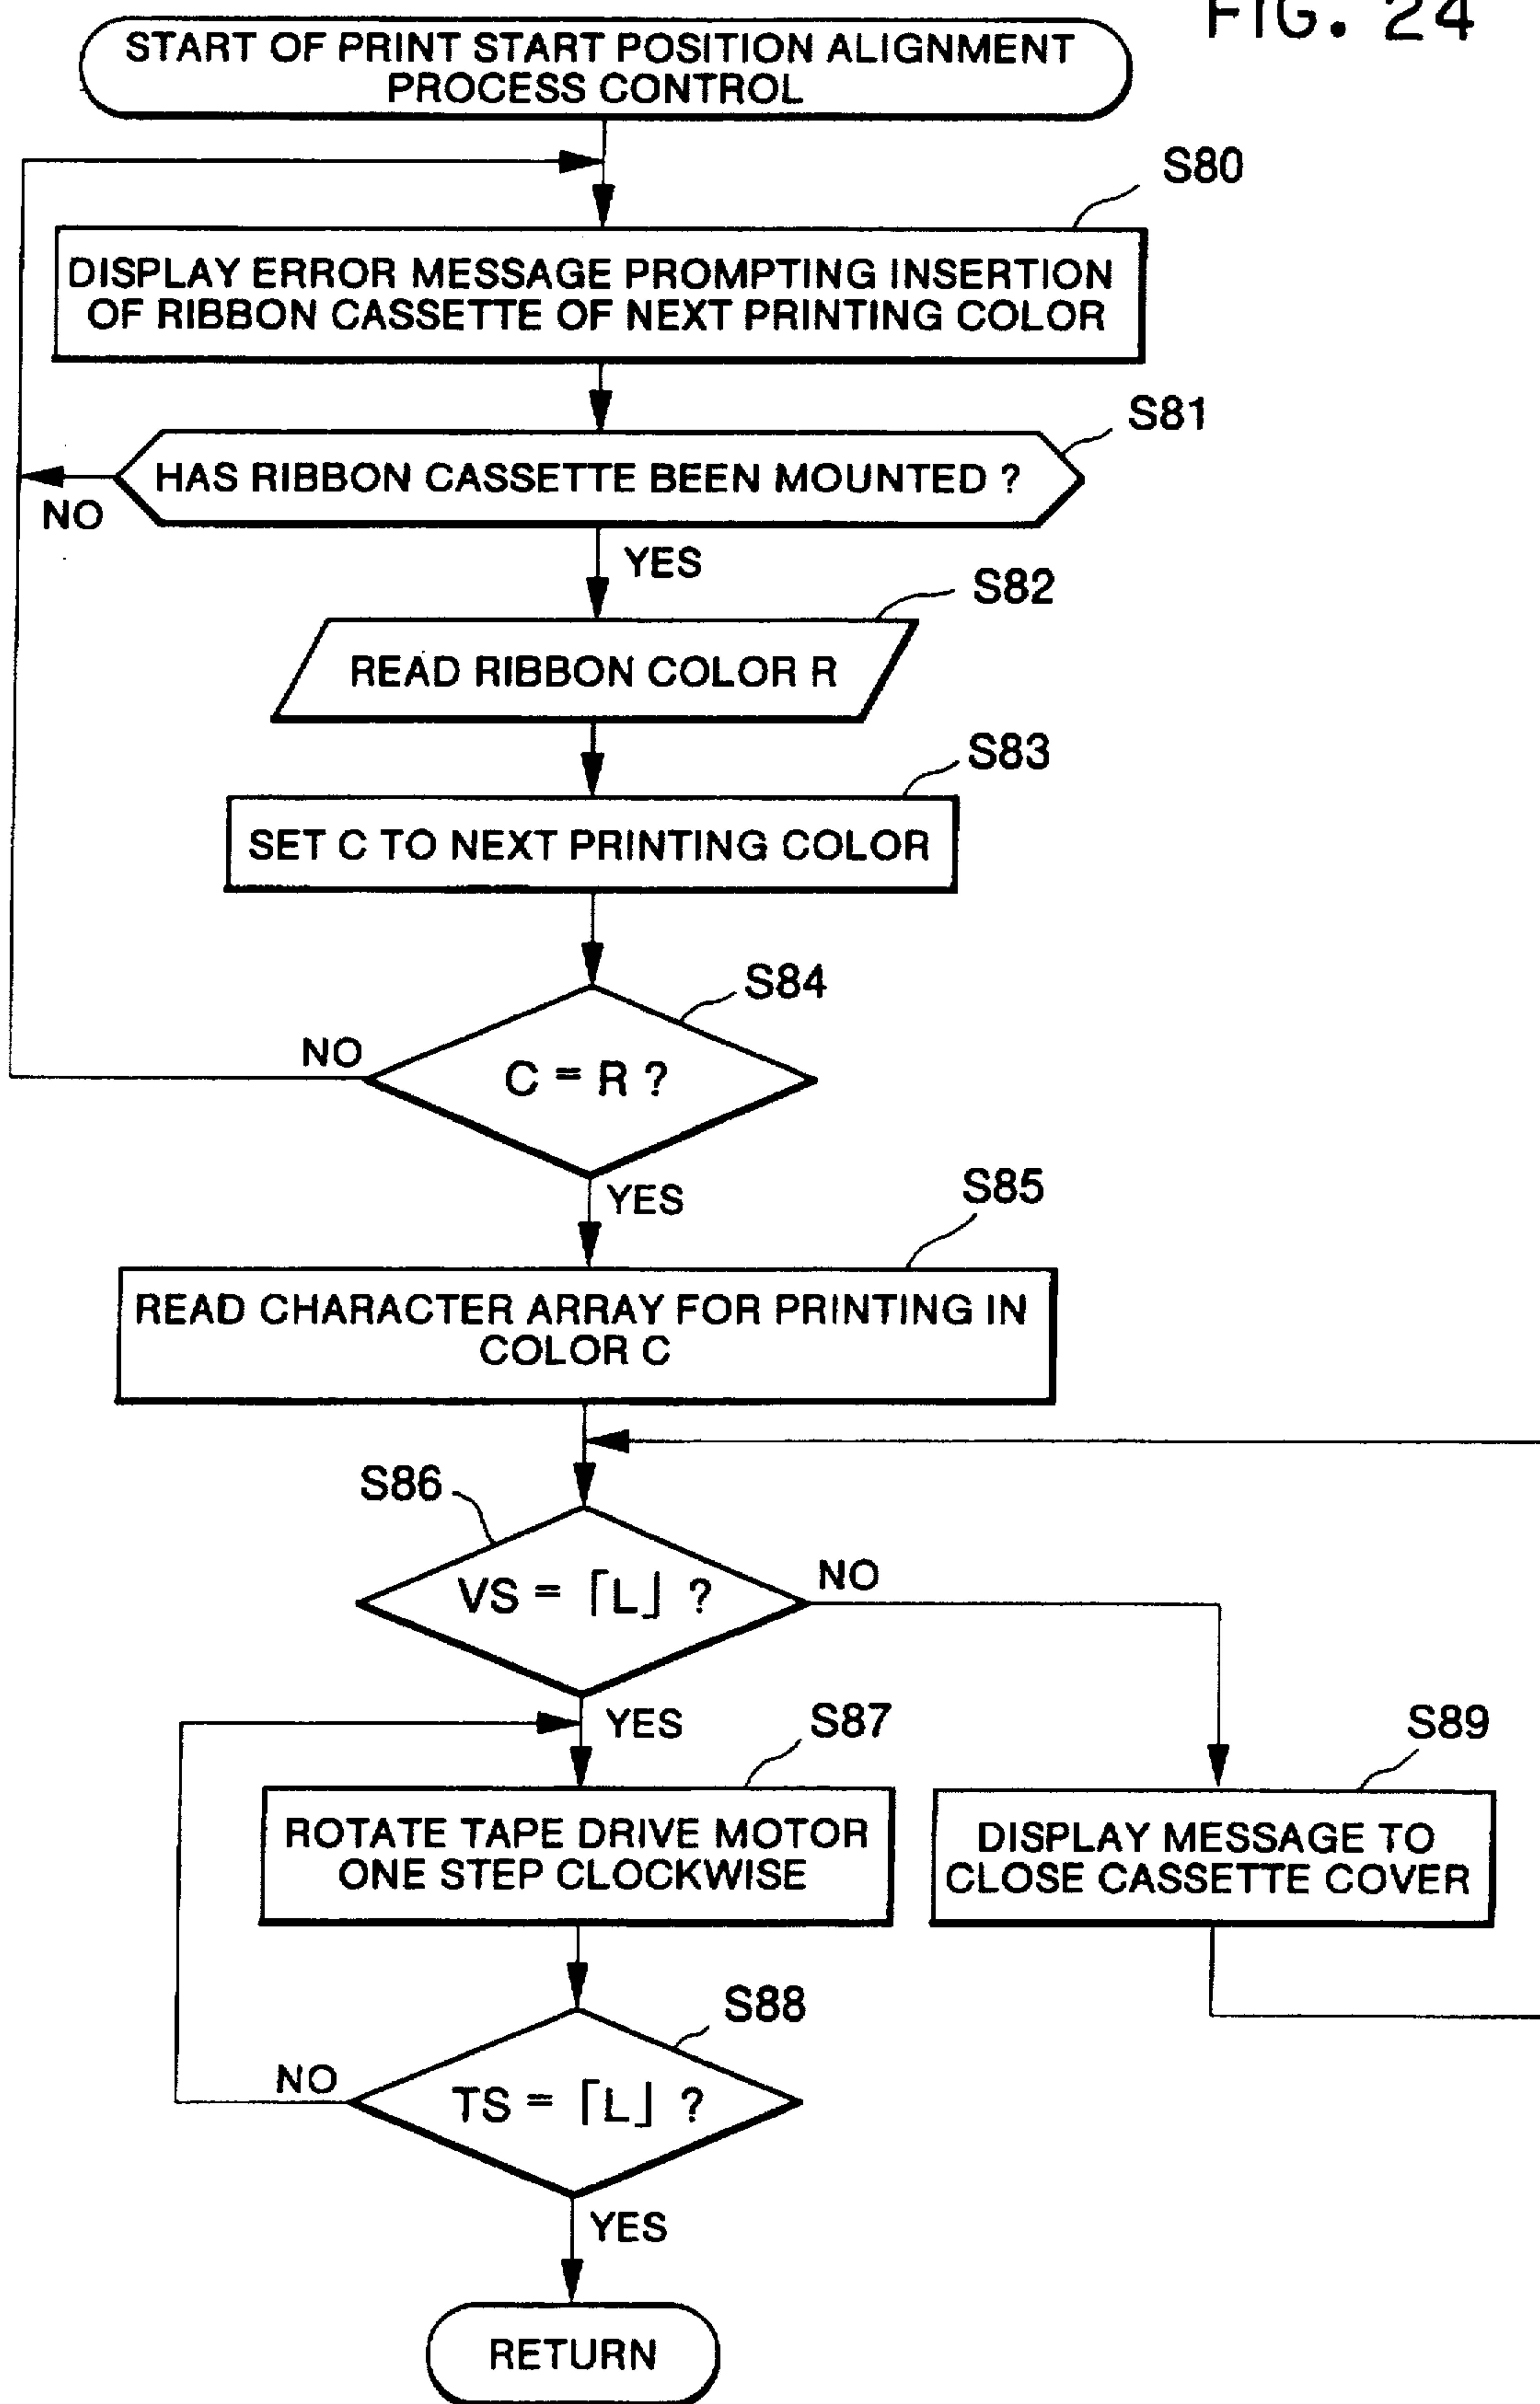 FIG. 24
START OF PRINT START POSITION ALIGNMENT
PROCESS CONTROL
S80
DISPLAY ERROR MESSAGE PROMPTING INSERTION
OF RIBBON CASSETTE OF NEXT PRINTING COLOR
S81
HAS RIBBON CASSETTE BEEN MOUNTED ?
NO
YES
S82
READ RIBBON COLOR R
S83
SET C TO NEXT PRINTING COLOR
S84
NO
C = R ?
YES
S85
READ CHARACTER ARRAY FOR PRINTING IN
COLOR C
S86
VS = ⌈L⌋ ?
NO
YES
S87
S89
ROTATE TAPE DRIVE MOTOR
ONE STEP CLOCKWISE
DISPLAY MESSAGE TO
CLOSE CASSETTE COVER
S88
NO
TS = ⌈L⌋ ?
YES
RETURN